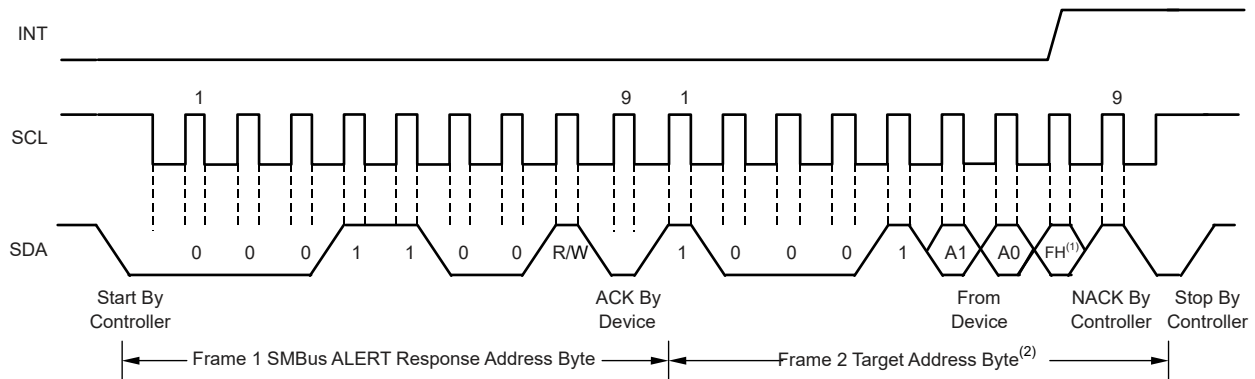 INT
1 9 1 9
SCL
SDA 0 0 0 1 1 0 0 R/W 1 0 0 0 1 A1 A0 FH(1)
Start By
Controller
ACK By
Device
From
Device
NACK By
Controller
Stop By
Controller
Frame 1 SMBus ALERT Response Address Byte
Frame 2 Target Address Byte(2)